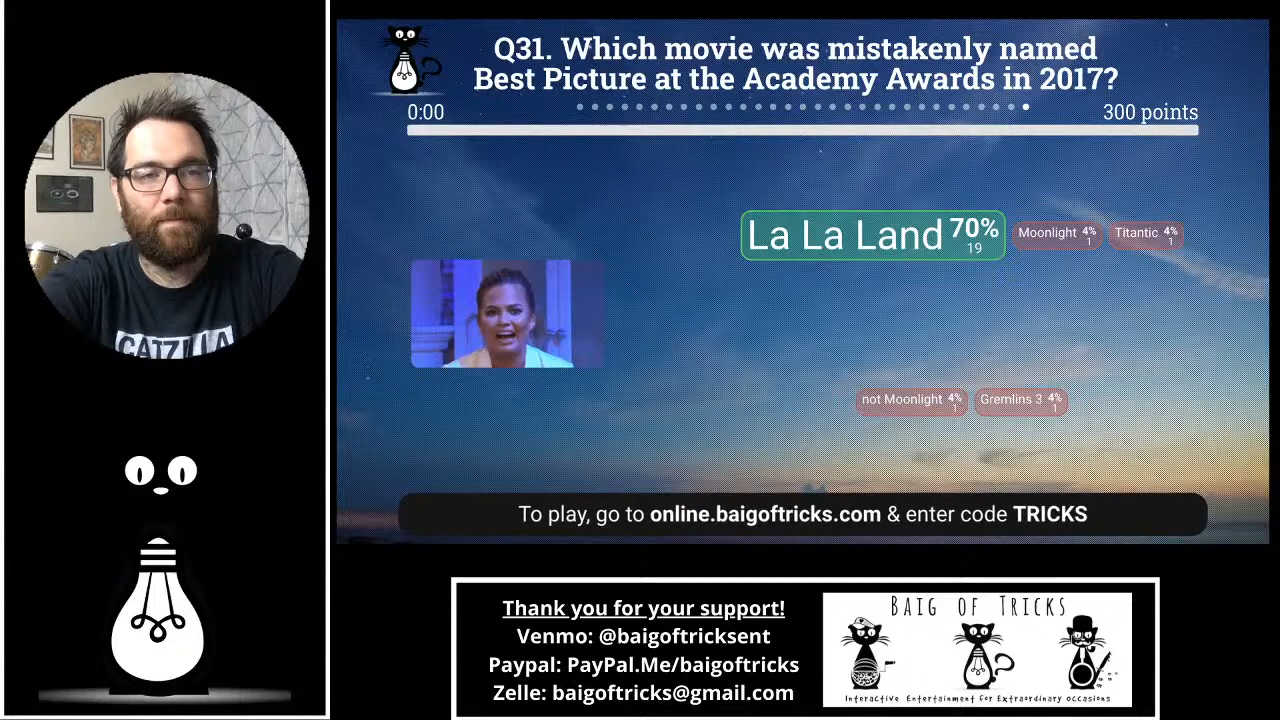 Q31. Which movie was mistakenly named
Best Picture at the Academy Awards in 2017?
0:00
300 points
La La Land 70% 19
Moonlight 4% 1
Titantic 4% 1
not Moonlight 4% 1
Gremlins 3 4% 1
To play, go to online.baigoftricks.com & enter code TRICKS
CATZILLA
Thank you for your support!
Venmo: @baigoftricksent
Paypal: PayPal.Me/baigoftricks
Zelle: baigoftricks@gmail.com
BAIG OF TRICKS
Interactive Entertainment for Extraordinary occasions